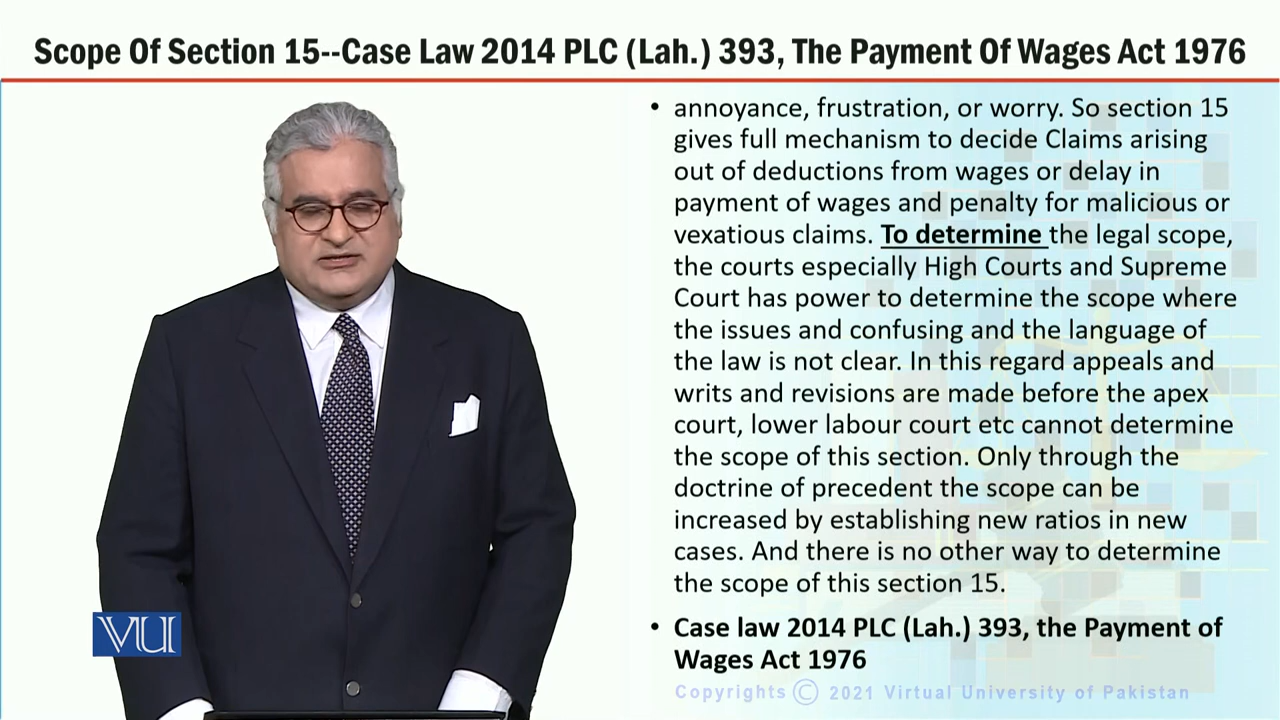 Scope Of Section 15--Case Law 2014 PLC (Lah.) 393, The Payment Of Wages Act 1976
• annoyance, frustration, or worry. So section 15
gives full mechanism to decide Claims arising
out of deductions from wages or delay in
payment of wages and penalty for malicious or
vexatious claims. To determine the legal scope,
the courts especially High Courts and Supreme
Court has power to determine the scope where
the issues and confusing and the language of
the law is not clear. In this regard appeals and
writs and revisions are made before the apex
court, lower labour court etc cannot determine
the scope of this section. Only through the
doctrine of precedent the scope can be
increased by establishing new ratios in new
cases. And there is no other way to determine
the scope of this section 15.
• Case law 2014 PLC (Lah.) 393, the Payment of
Wages Act 1976
VU
Copyrights © 2021 Virtual University of Pakistan